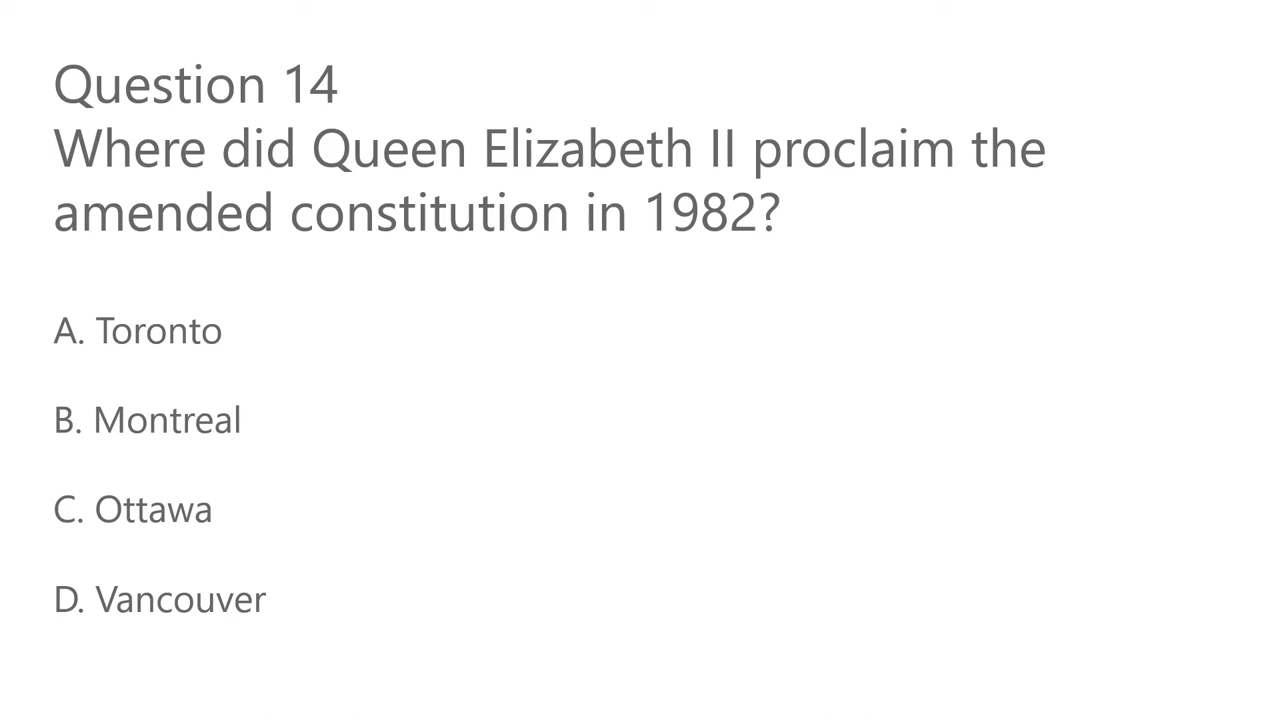 Question 14
Where did Queen Elizabeth II proclaim the
amended constitution in 1982?
A. Toronto
B. Montreal
C. Ottawa
D. Vancouver